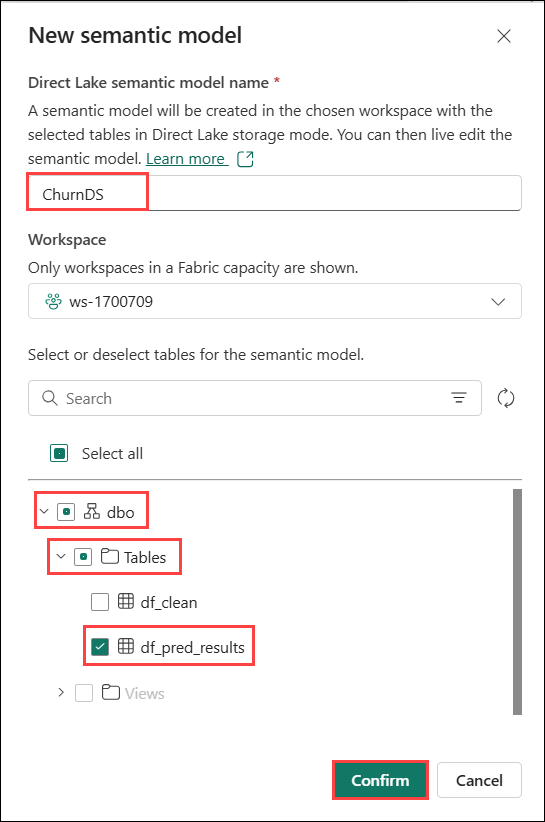 New semantic model
Direct Lake semantic model name *
A semantic model will be created in the chosen workspace with the
selected tables in Direct Lake storage mode. You can then live edit the
semantic model. Learn more
ChurnDS
Workspace
Only workspaces in a Fabric capacity are shown.
ws-1700709
Select or deselect tables for the semantic model.
Search
Select all
dbo
Tables
df_clean
df_pred_results
Views
Confirm Cancel